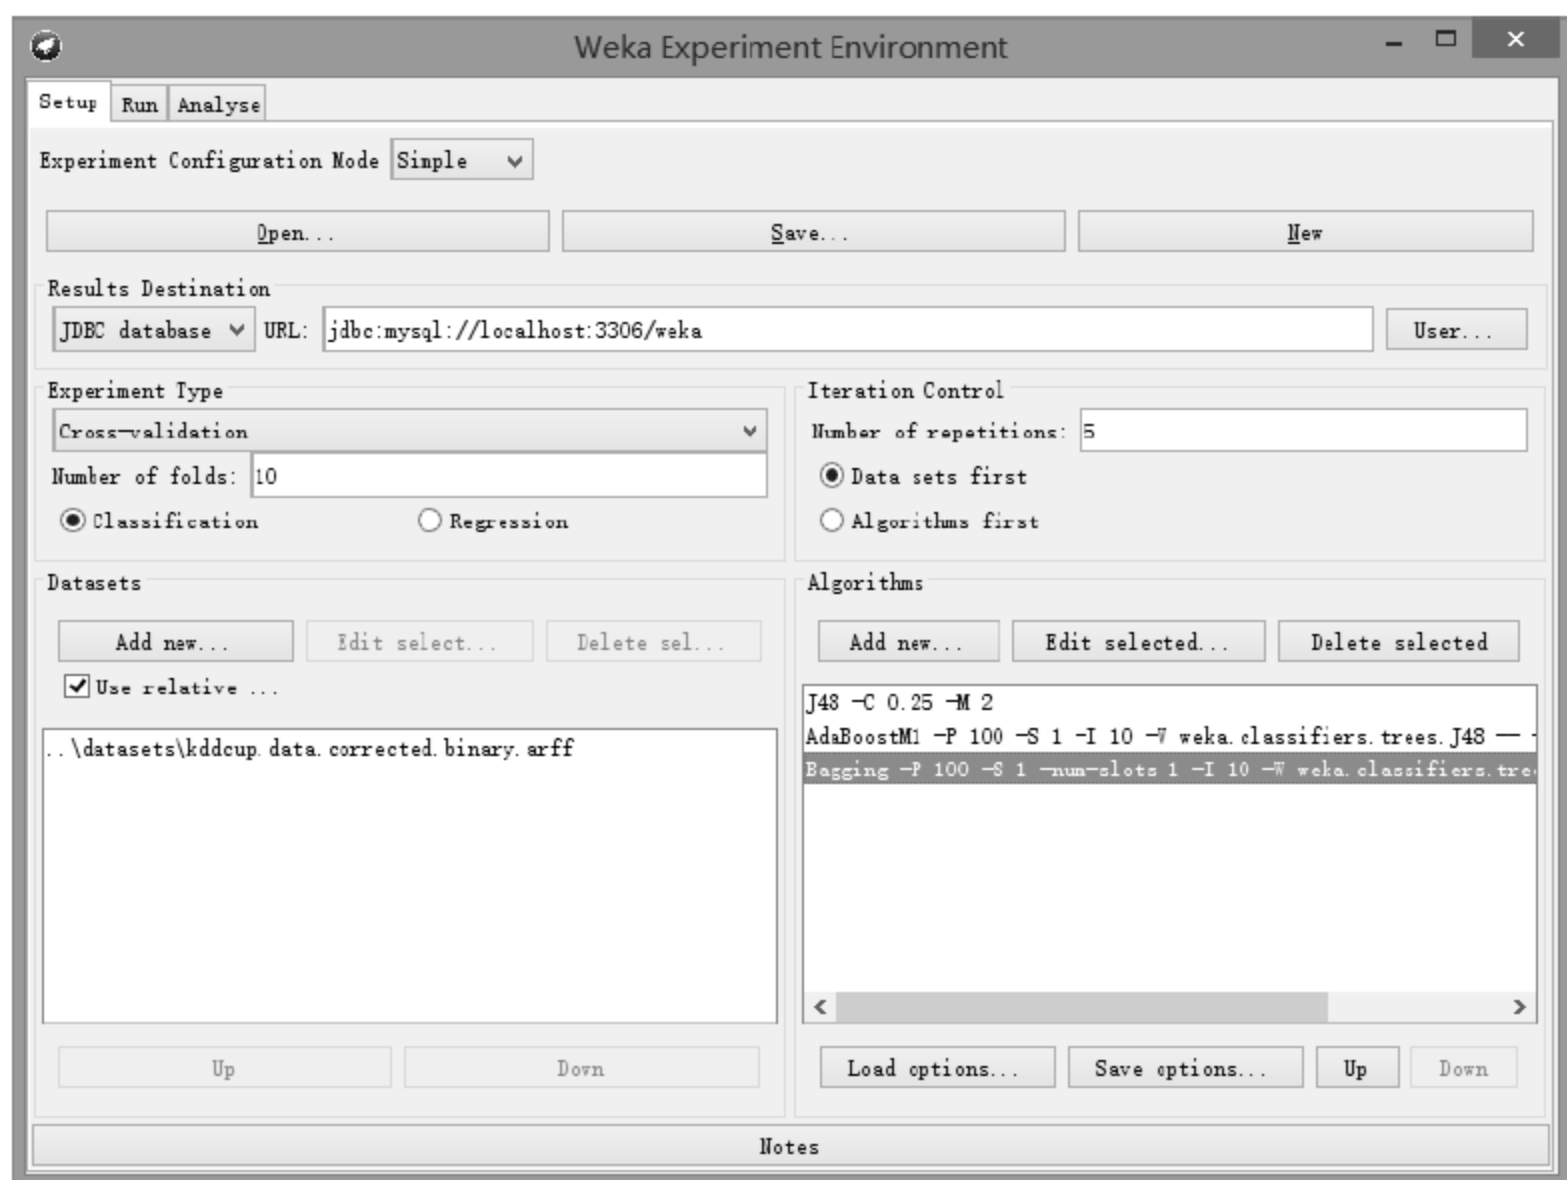 Weka Experiment Environment
Setup Run Analyse
Experiment Configuration Mode Simple
Open... Save... New
Results Destination
JDBC database URL: jdbc:mysql://localhost:3306/weka User...
Experiment Type
Cross-validation
Number of folds: 10
Classification Regression
Iteration Control
Number of repetitions: 5
Data sets first
Algorithms first
Datasets
Add new... Edit select... Delete sel...
Use relative ...
..\datasets\kddcup.data.corrected.binary.arff
Up Down
Algorithms
Add new... Edit selected... Delete selected
J48 -C 0.25 -M 2
AdaBoostM1 -P 100 -S 1 -I 10 -W weka.classifiers.trees.J48 -- -
Bagging -P 100 -S 1 -num-slots 1 -I 10 -W weka.classifiers.tre
Load options... Save options... Up Down
Notes